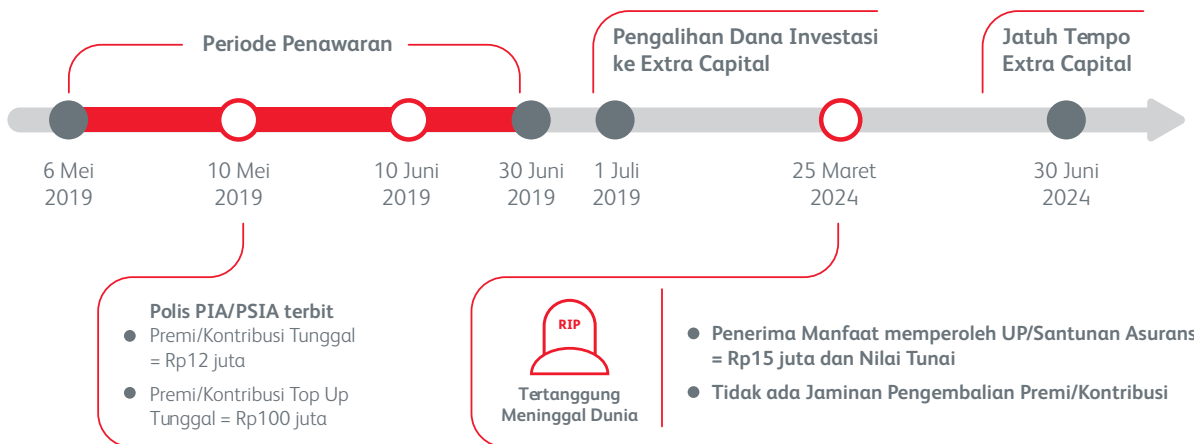 Periode Penawaran
Pengalihan Dana Investasi
ke Extra Capital
Jatuh Tempo
Extra Capital
6 Mei
2019
10 Mei
2019
10 Juni
2019
30 Juni
2019
1 Juli
2019
25 Maret
2024
30 Juni
2024
Polis PIA/PSIA terbit
Premi/Kontribusi Tunggal
= Rp12 juta
Premi/Kontribusi Top Up
Tunggal = Rp100 juta
RIP
Tertanggung
Meninggal Dunia
Penerima Manfaat memperoleh UP/Santunan Asurans
= Rp15 juta dan Nilai Tunai
Tidak ada Jaminan Pengembalian Premi/Kontribusi